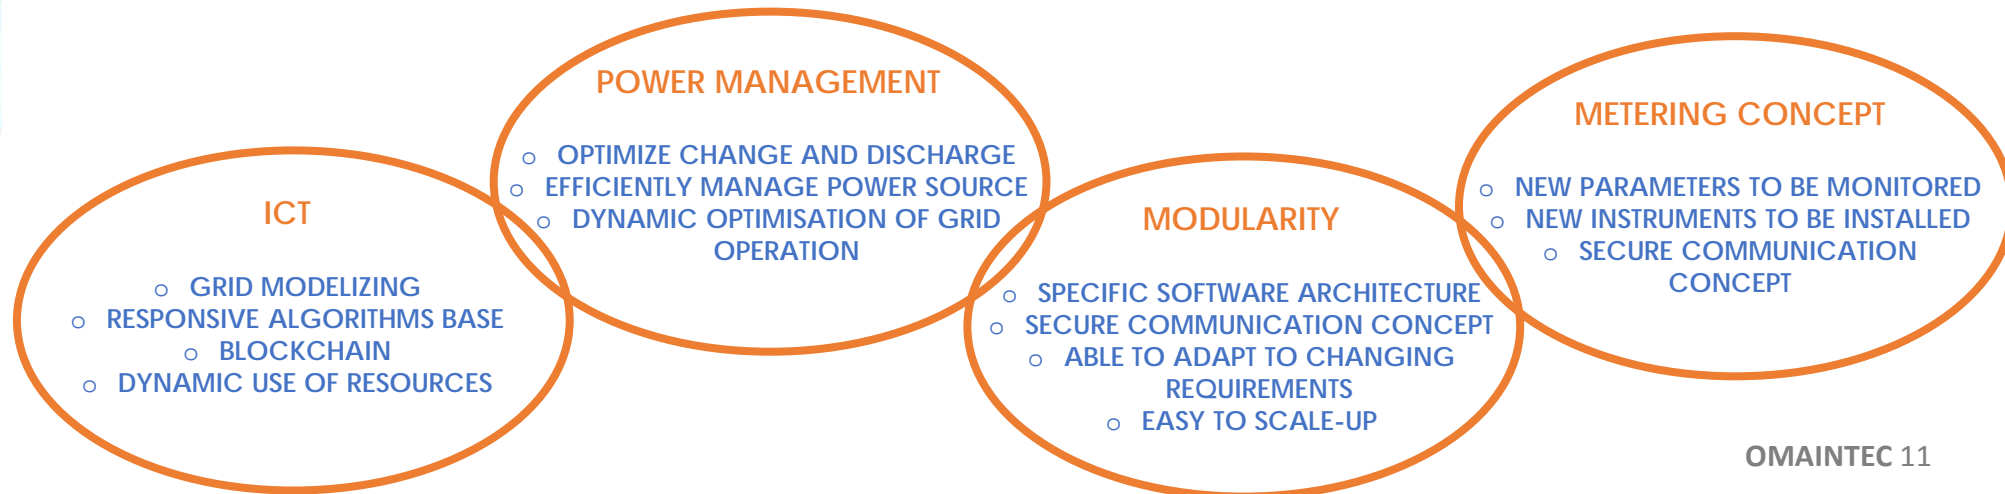 ICT
o GRID MODELIZING
o RESPONSIVE ALGORITHMS BASE
o BLOCKCHAIN
o DYNAMIC USE OF RESOURCES
POWER MANAGEMENT
o OPTIMIZE CHANGE AND DISCHARGE
o EFFICIENTLY MANAGE POWER SOURCE
o DYNAMIC OPTIMISATION OF GRID
OPERATION
MODULARITY
o SPECIFIC SOFTWARE ARCHITECTURE
o SECURE COMMUNICATION CONCEPT
o ABLE TO ADAPT TO CHANGING
REQUIREMENTS
o EASY TO SCALE-UP
METERING CONCEPT
o NEW PARAMETERS TO BE MONITORED
o NEW INSTRUMENTS TO BE INSTALLED
o SECURE COMMUNICATION
CONCEPT
OMAINTEC 11